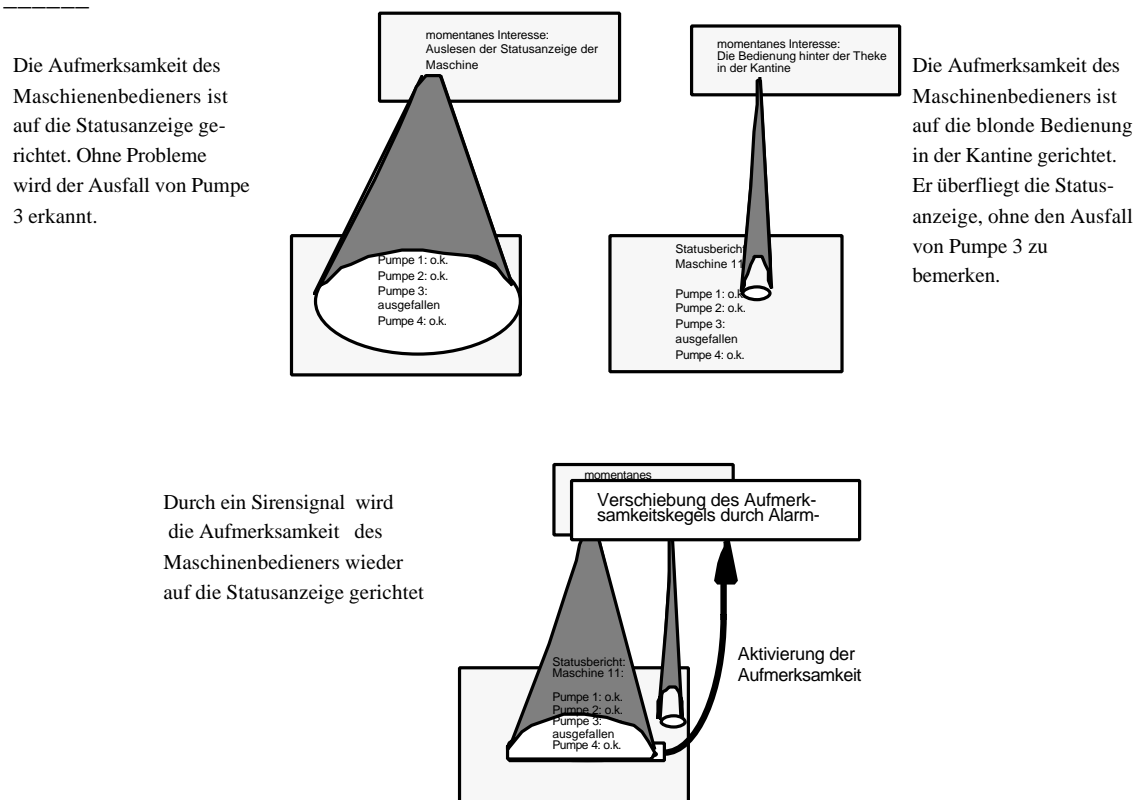 momentanes Interesse:
Auslesen der Statusanzeige der
Maschine
momentanes Interesse:
Die Bedienung hinter der Theke
in der Kantine
Die Aufmerksamkeit des
Maschienenbedieners ist
auf die Statusanzeige ge-
richtet. Ohne Probleme
wird der Ausfall von Pumpe
3 erkannt.
Die Aufmerksamkeit des
Maschinenbedieners ist
auf die blonde Bedienung
in der Kantine gerichtet.
Er überfliegt die Status-
anzeige, ohne den Ausfall
von Pumpe 3 zu
bemerken.
Pumpe 1: o.k.
Pumpe 2: o.k.
Pumpe 3:
ausgefallen
Pumpe 4: o.k.
Statusbericht
Maschine 11
Pumpe 1: o.k
Pumpe 2: o.k.
Pumpe 3:
ausgefallen
Pumpe 4: o.k.
Durch ein Sirensignal wird
die Aufmerksamkeit des
Maschinenbedieners wieder
auf die Statusanzeige gerichtet
momentanes
Verschiebung des Aufmerk-
samkeitskegels durch Alarm-
Statusbericht:
Maschine 11:
Pumpe 1: o.k.
Pumpe 2: o.k.
Pumpe 3:
ausgefallen
Pumpe 4: o.k.
Aktivierung der
Aufmerksamkeit